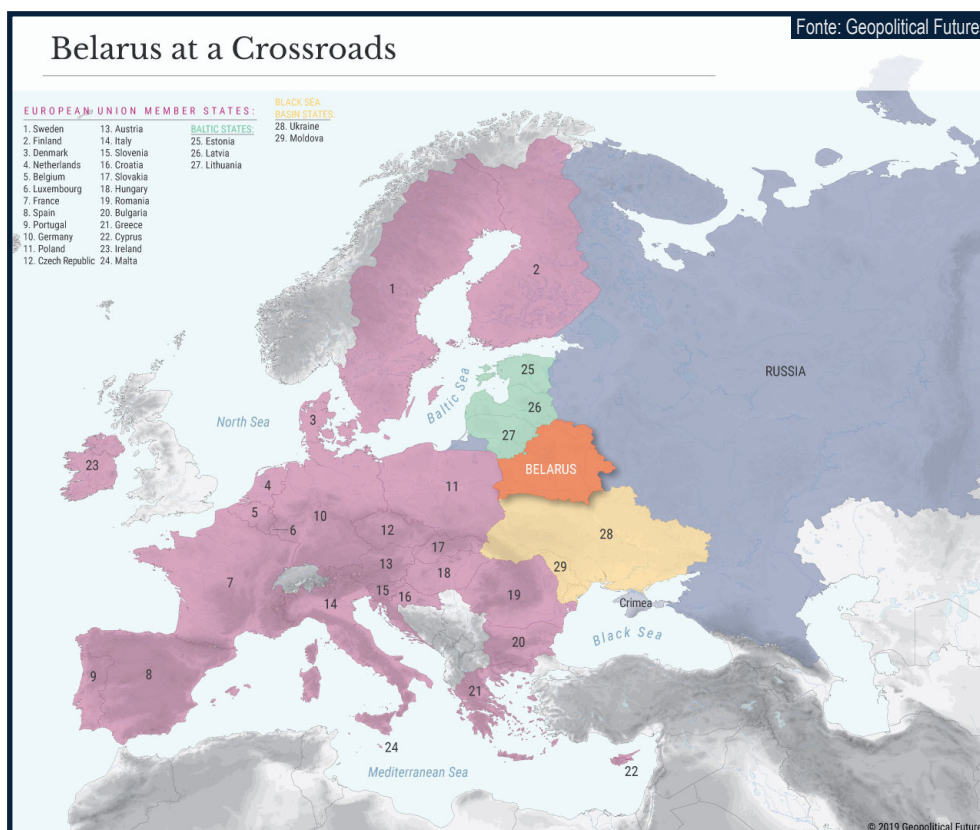 Fonte: Geopolitical Future
Belarus at a Crossroads
EUROPEAN UNION MEMBER STATES:
1. Sweden
2. Finland
3. Denmark
4. Netherlands
5. Belgium
6. Luxembourg
7. France
8. Spain
9. Portugal
10. Germany
11. Poland
12. Czech Republic
13. Austria
14. Italy
15. Slovenia
16. Croatia
17. Slovakia
18. Hungary
19. Romania
20. Bulgaria
21. Greece
22. Cyprus
23. Ireland
24. Malta
BALTIC STATES:
25. Estonia
26. Latvia
27. Lithuania
BLACK SEA
BASIN STATES:
28. Ukraine
29. Moldova
1
2
RUSSIA
25
Baltic Sea
26
North Sea
3
27
23
BELARUS
4
11
5
10
6
12
28
17
13
29
18
7
15
16
19
14
Crimea
Black Sea
20
9
8
21
24
Mediterranean Sea
22
© 2019 Geopolitical Future